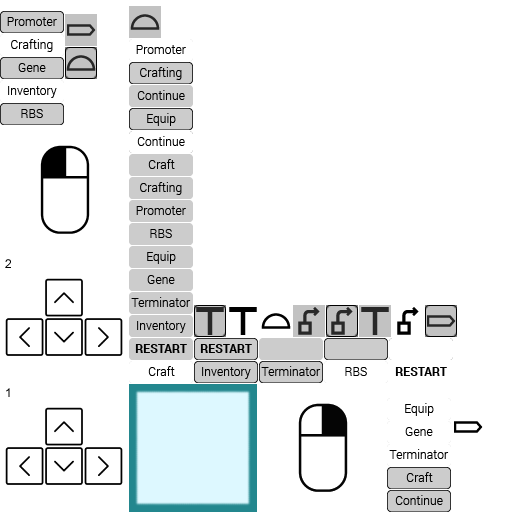 Promoter
Crafting
Gene
Inventory
RBS
Promoter
Crafting
Continue
Equip
Continue
Craft
Crafting
Promoter
RBS
Equip
2
Gene
Terminator
Inventory
RESTART RESTART
Craft Inventory Terminator RBS RESTART
1
Equip
Gene
Terminator
Craft
Continue